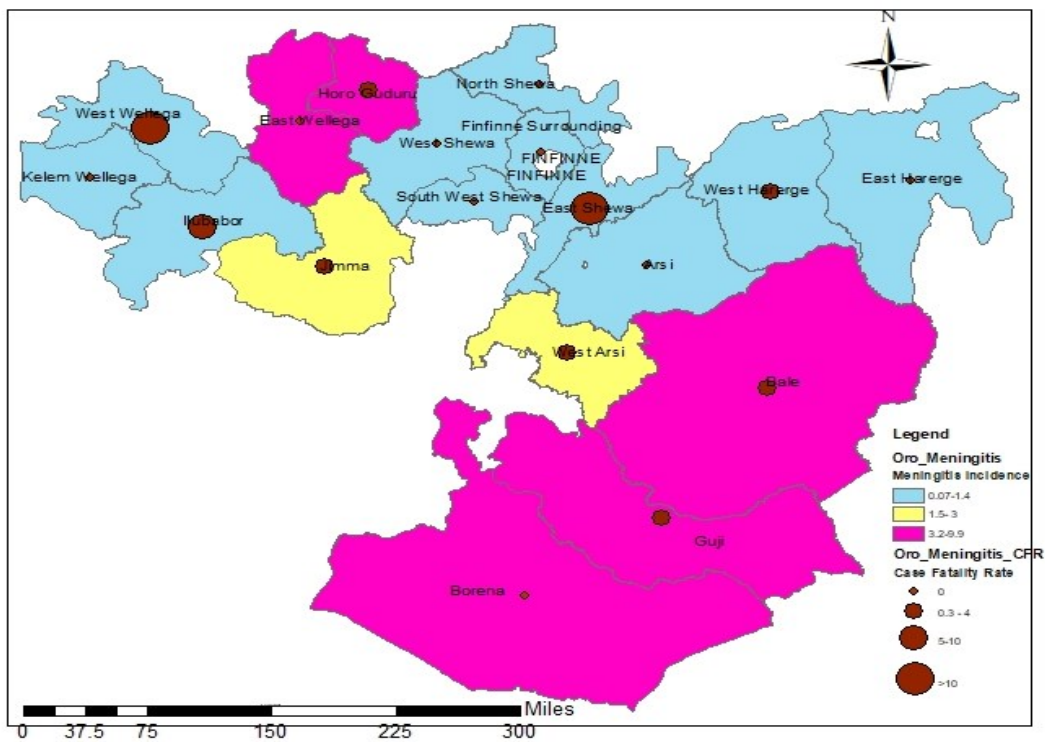 N
North Shewa
Horo Guduru
West Wellega
East Wellega
Finfinne Surrounding
West Shewa
FINFINNE
FINFINNE
Kelem Wellega
South West Shewa
East Shewa
West Harerge
East Harerge
Ilubabor
Jimma
Arsi
West Arsi
Bale
Guji
Borena
Legend
Oro_Meningitis
Meningitis Incidence
0.07-1.4
1.5-3
3.2-9.9
Oro_Meningitis_CFR
Case Fatality Rate
0
0.3 - 4
5-10
>10
Miles
0 37.5 75 150 225 300